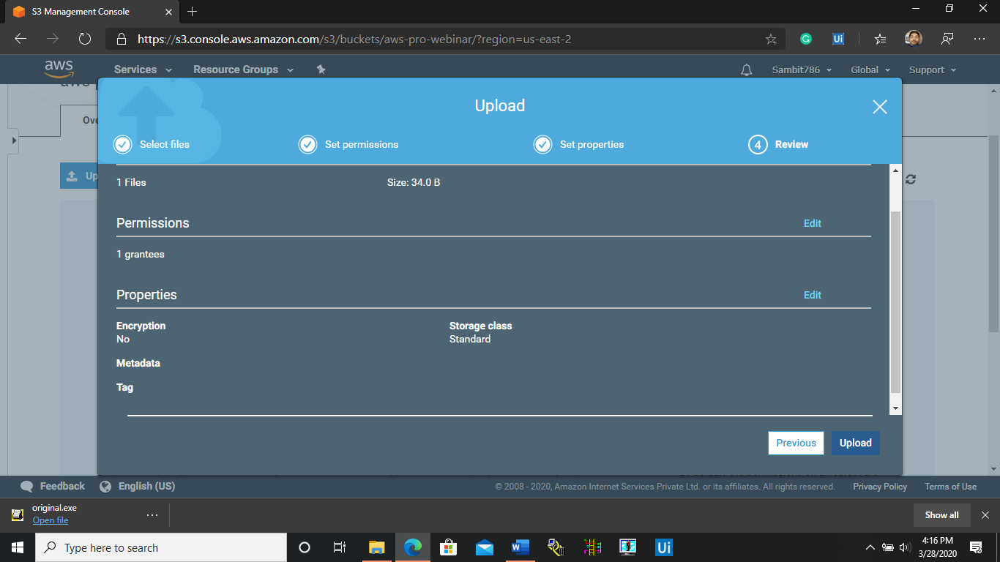 S3 Management Console
https://s3.console.aws.amazon.com/s3/buckets/aws-pro-webinar/?region=us-east-2
Ui
aws
Services
Resource Groups
Sambit786
Global
Support
Upload
Ove
Select files
Set permissions
Set properties
4 Review
Up
1 Files
Size: 34.0 B
Permissions
Edit
1 grantees
Properties
Edit
Encryption
Storage class
No
Standard
Metadata
Tag
Previous
Upload
Feedback
English (US)
© 2008 - 2020, Amazon Internet Services Private Ltd. or its affiliates. All rights reserved.
Privacy Policy
Terms of Use
original.exe
Open file
Show all
Type here to search
Ui
4:16 PM
3/28/2020